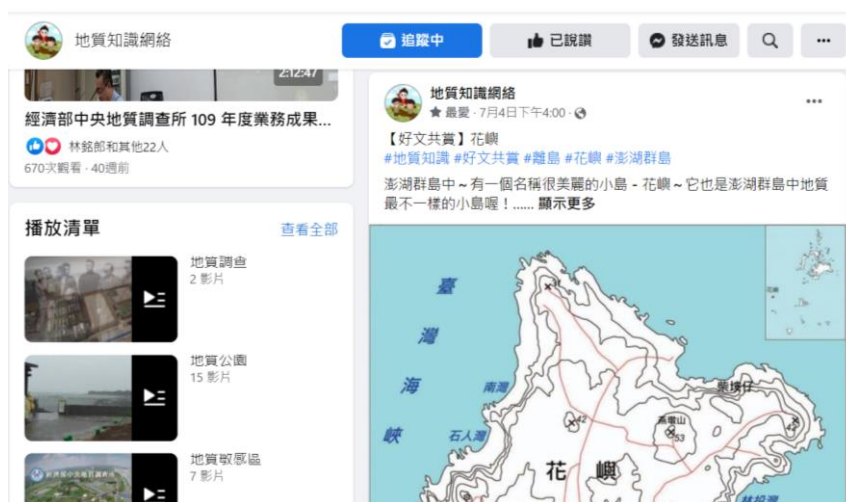 地質知識網絡
追蹤中
已說讚
發送訊息
2:12:47
經濟部中央地質調查所 109 年度業務成果...
林銘郎和其他22人
670次觀看 · 40週前
播放清單
查看全部
地質調查
2 影片
地質公園
15 影片
地質敏感區
7 影片
地質知識網絡
最愛 · 7月4日下午4:00 ·
【好文共賞】花嶼
#地質知識 #好文共賞 #離島 #花嶼 #澎湖群島
澎湖群島中~有一個名稱很美麗的小島 - 花嶼~它也是澎湖群島中地質
最不一樣的小島喔！...... 顯示更多
臺灣海峽
南灣
石人灣
42
53
花嶼
林投灣